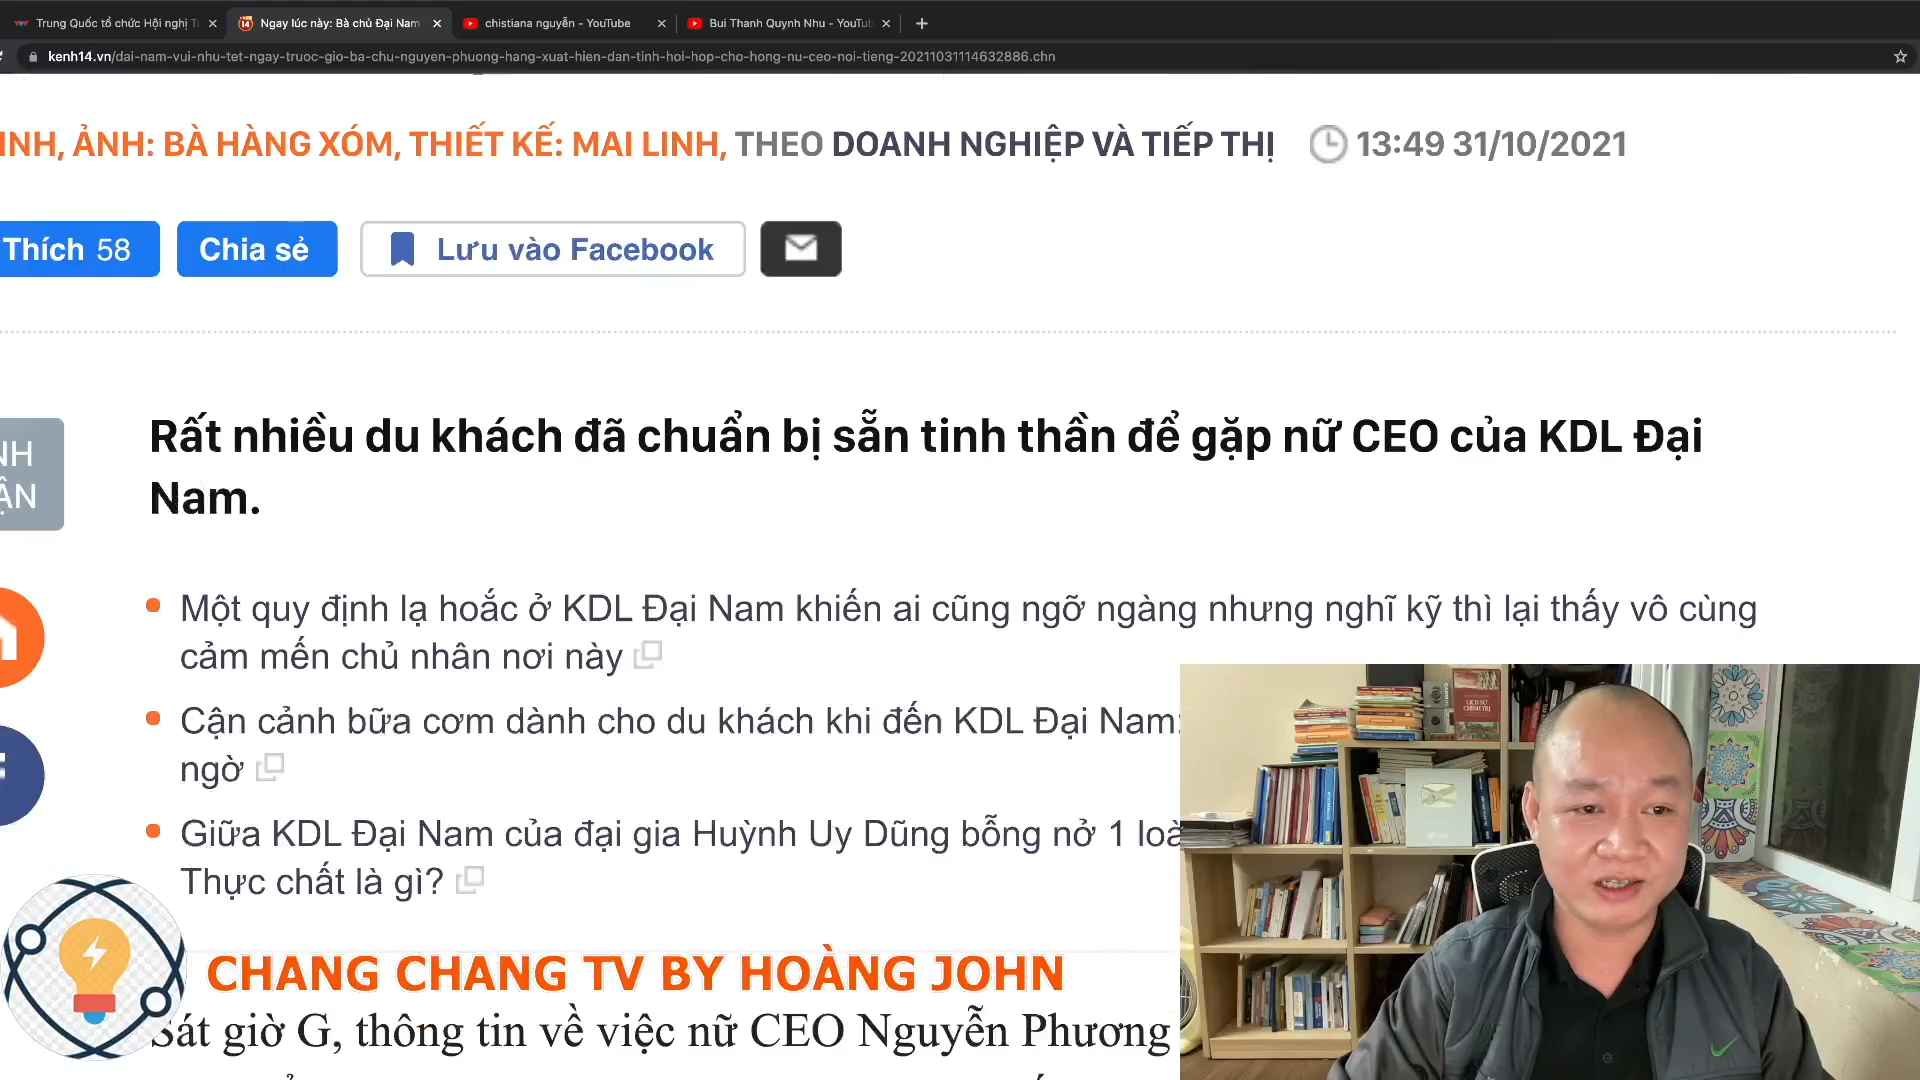 Trung Quốc tổ chức Hội nghị T
Ngay lúc này: Bà chủ Đại Nam
chistiana nguyễn - YouTube
Bui Thanh Quynh Nhu - YouTub
kenh14.vn/dai-nam-vui-nhu-tet-ngay-truoc-gio-ba-chu-nguyen-phuong-hang-xuat-hien-dan-tinh-hoi-hop-cho-hong-nu-ceo-noi-tieng-20211031114632886.chn
INH, ẢNH: BÀ HÀNG XÓM, THIẾT KẾ: MAI LINH, THEO DOANH NGHIỆP VÀ TIẾP THỊ 13:49 31/10/2021
Thích 58 Chia sẻ Lưu vào Facebook
Rất nhiều du khách đã chuẩn bị sẵn tinh thần để gặp nữ CEO của KDL Đại
Nam.
NH
ẬN
Một quy định lạ hoắc ở KDL Đại Nam khiến ai cũng ngỡ ngàng nhưng nghĩ kỹ thì lại thấy vô cùng
cảm mến chủ nhân nơi này
Cận cảnh bữa cơm dành cho du khách khi đến KDL Đại Nam:
ngờ
Giữa KDL Đại Nam của đại gia Huỳnh Uy Dũng bỗng nở 1 loà
Thực chất là gì?
CHANG CHANG TV BY HOÀNG JOHN
Sát giờ G, thông tin về việc nữ CEO Nguyễn Phương
LỊCH SỬ
CHÍNH TRỊ